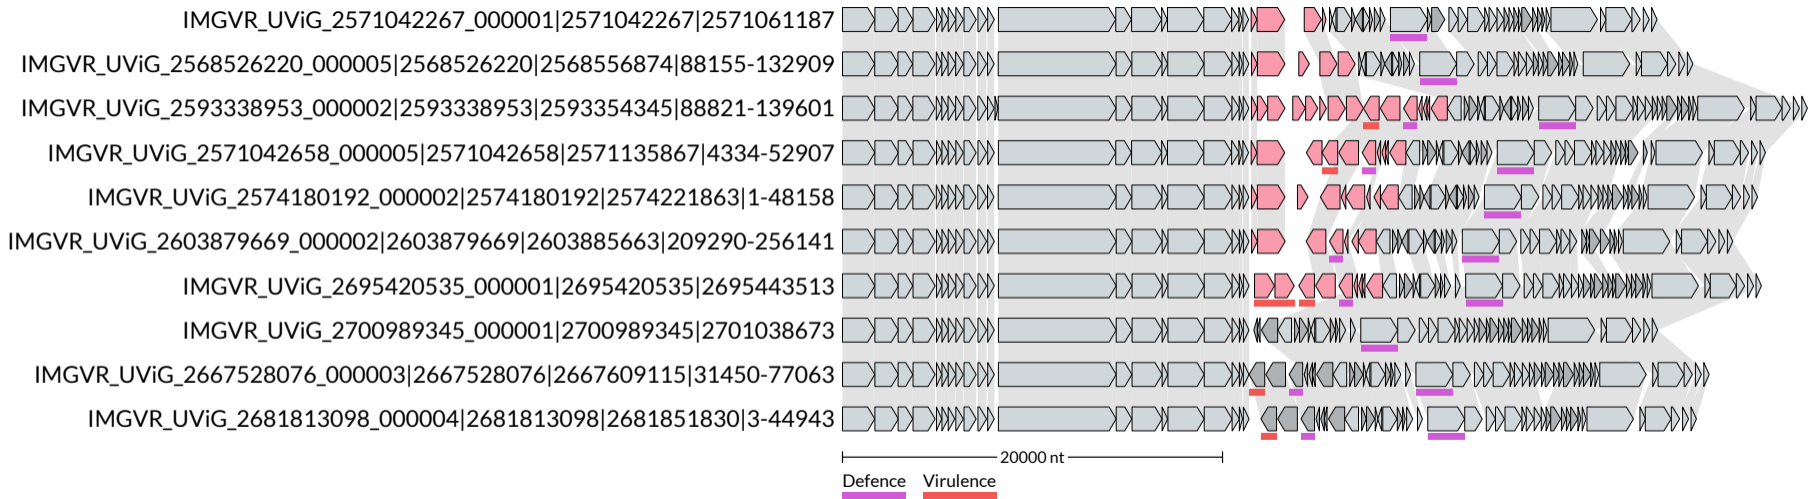 IMGVR_UViG_2571042267_000001|2571042267|2571061187
IMGVR_UViG_2568526220_000005|2568526220|2568556874|88155-132909
IMGVR_UViG_2593338953_000002|2593338953|2593354345|88821-139601
IMGVR_UViG_2571042658_000005|2571042658|2571135867|4334-52907
IMGVR_UViG_2574180192_000002|2574180192|2574221863|1-48158
IMGVR_UViG_2603879669_000002|2603879669|2603885663|209290-256141
IMGVR_UViG_2695420535_000001|2695420535|2695443513
IMGVR_UViG_2700989345_000001|2700989345|2701038673
IMGVR_UViG_2667528076_000003|2667528076|2667609115|31450-77063
IMGVR_UViG_2681813098_000004|2681813098|2681851830|3-44943
20000 nt
Defence Virulence